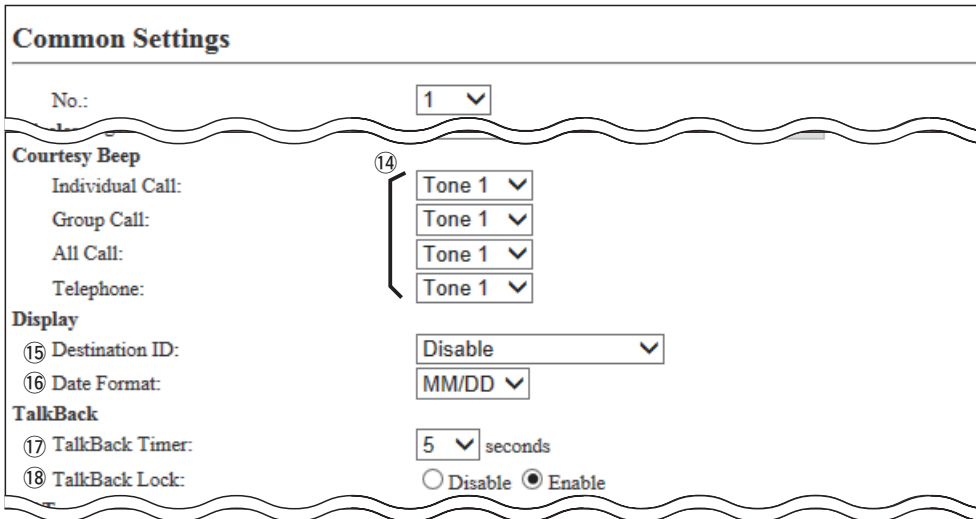 Common Settings
No.: 1
Courtesy Beep
⑭
Individual Call: Tone 1
Group Call: Tone 1
All Call: Tone 1
Telephone: Tone 1
Display
⑮ Destination ID: Disable
⑯ Date Format: MM/DD
TalkBack
⑰ TalkBack Timer: 5 seconds
⑱ TalkBack Lock: Disable Enable